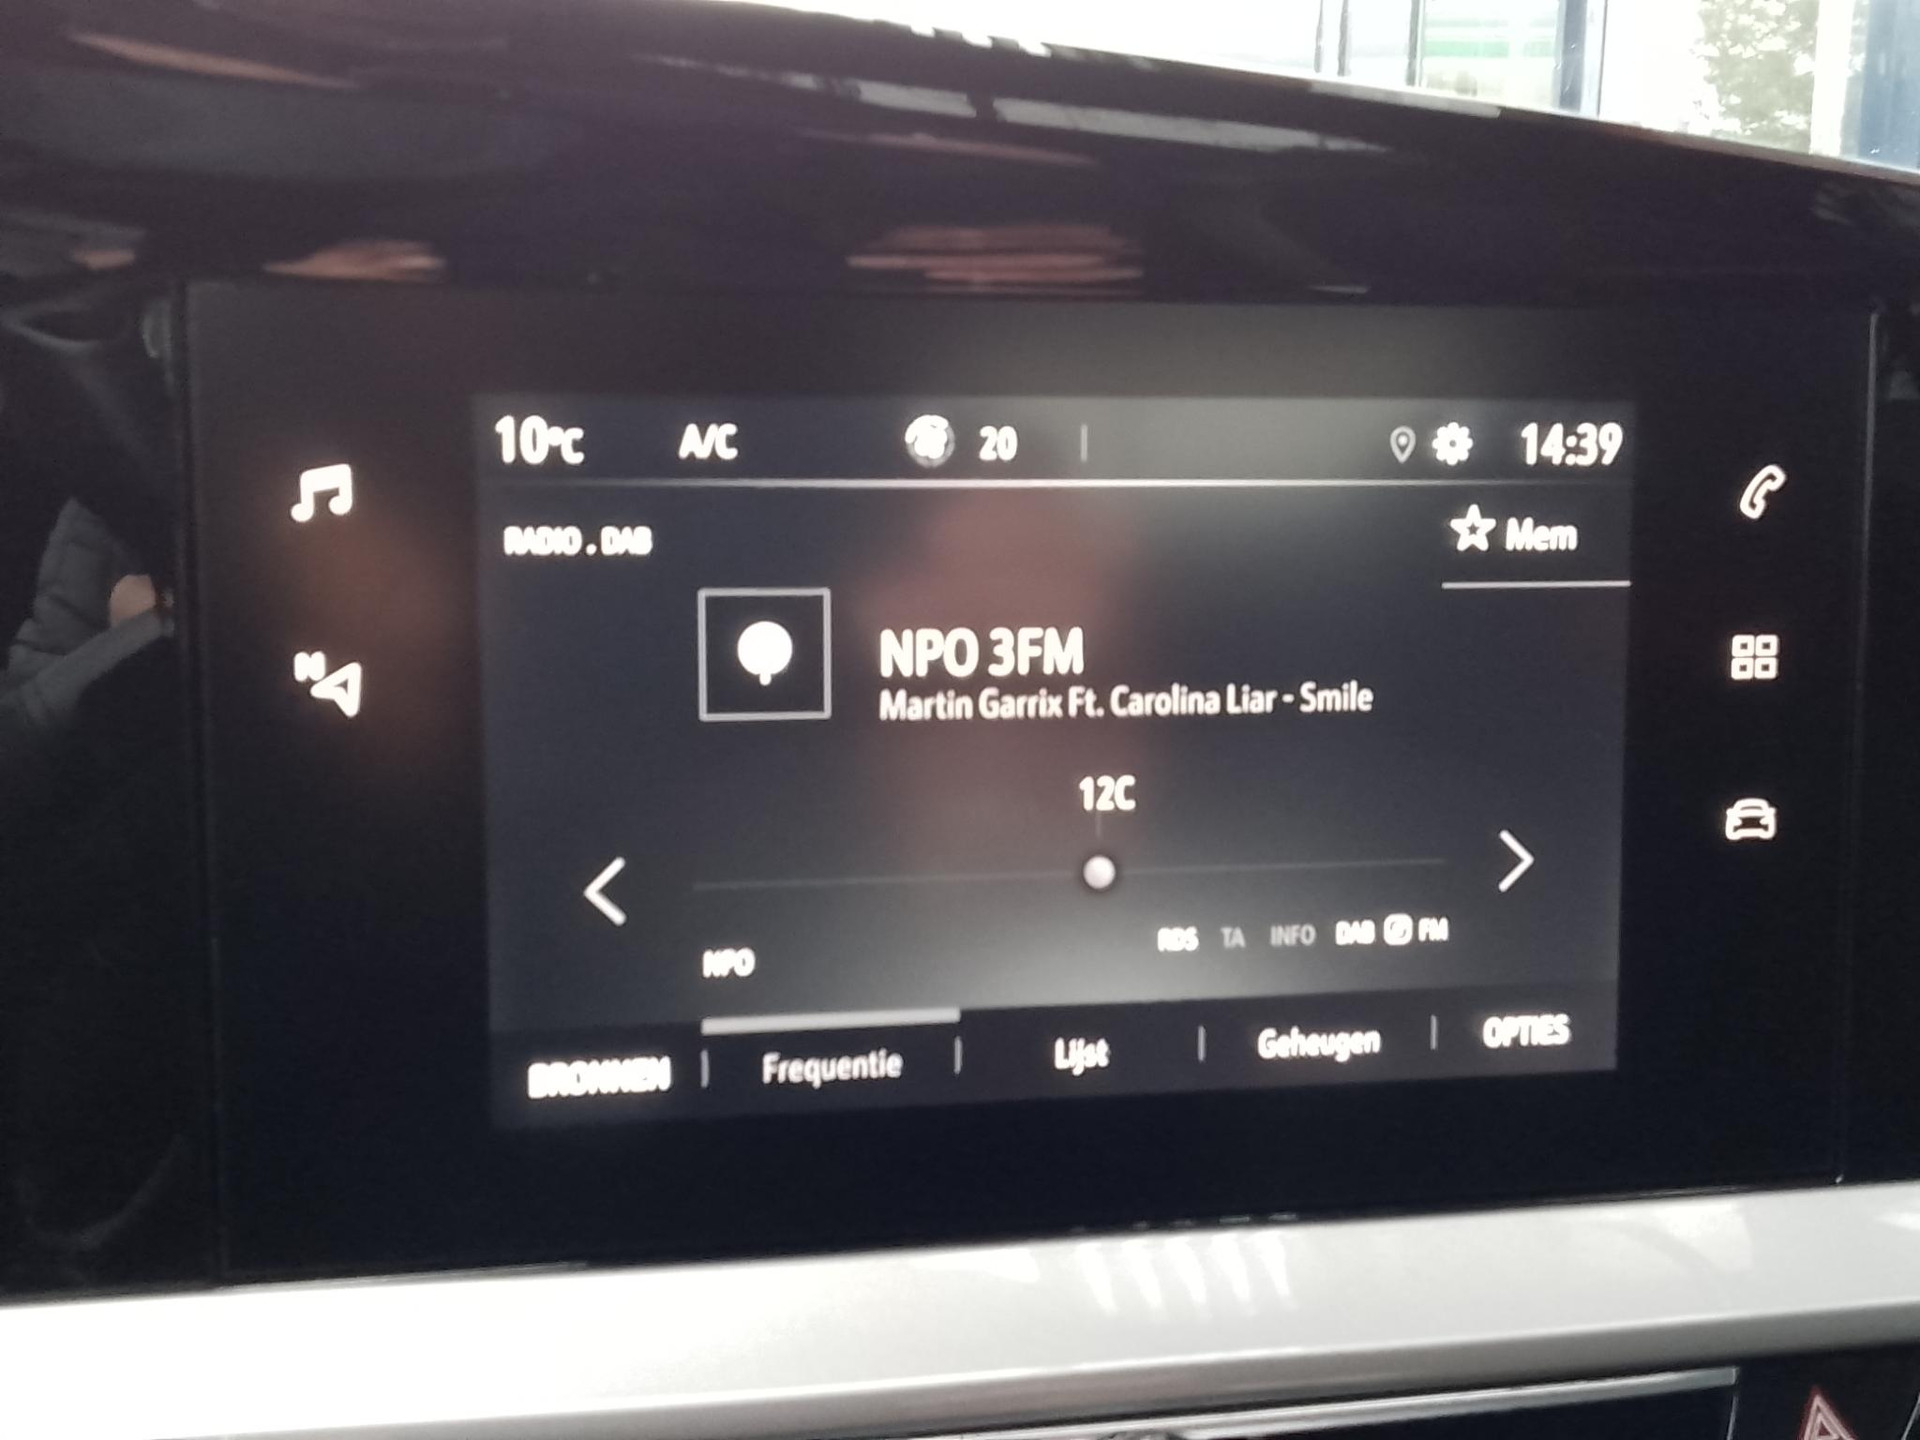 10°C A/C 20 14:39
RADIO . DAB
Mem
N
NPO 3FM
Martin Garrix Ft. Carolina Liar - Smile
12C
RDS TA INFO DAB FM
NPO
BRONNEN Frequentie Lijst Geheugen OPTIES